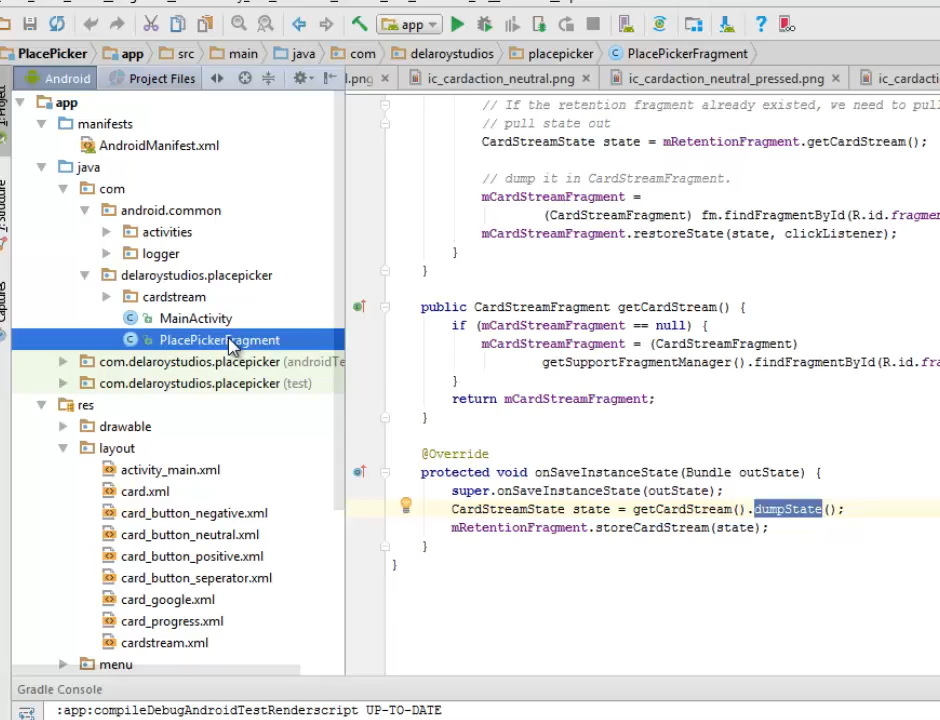 app
PlacePicker app src main java com delaroystudios placepicker PlacePickerFragment
Android Project Files l.png ic_cardaction_neutral.png ic_cardaction_neutral_pressed.png ic_cardacti
1: Project
Structure
Captures
app
manifests
AndroidManifest.xml
java
com
android.common
activities
logger
delaroystudios.placepicker
cardstream
MainActivity
PlacePickerFragment
com.delaroystudios.placepicker (androidTe
com.delaroystudios.placepicker (test)
res
drawable
layout
activity_main.xml
card.xml
card_button_negative.xml
card_button_neutral.xml
card_button_positive.xml
card_button_seperator.xml
card_google.xml
card_progress.xml
cardstream.xml
menu
// If the retention fragment already existed, we need to pull
// pull state out
CardStreamState state = mRetentionFragment.getCardStream();
// dump it in CardStreamFragment.
mCardStreamFragment =
(CardStreamFragment) fm.findFragmentById(R.id.fragmen
mCardStreamFragment.restoreState(state, clickListener);
}
}
public CardStreamFragment getCardStream() {
if (mCardStreamFragment == null) {
mCardStreamFragment = (CardStreamFragment)
getSupportFragmentManager().findFragmentById(R.id.fra
}
return mCardStreamFragment;
}
@Override
protected void onSaveInstanceState(Bundle outState) {
super.onSaveInstanceState(outState);
CardStreamState state = getCardStream().dumpState();
mRetentionFragment.storeCardStream(state);
}
}
Gradle Console
:app:compileDebugAndroidTestRenderscript UP-TO-DATE